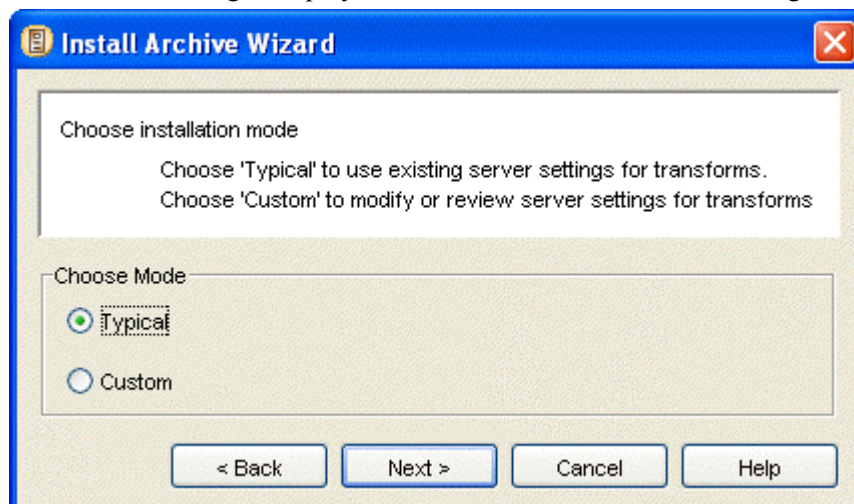 Install Archive Wizard
Choose installation mode
Choose 'Typical' to use existing server settings for transforms.
Choose 'Custom' to modify or review server settings for transforms
Choose Mode
Typical
Custom
< Back Next > Cancel Help